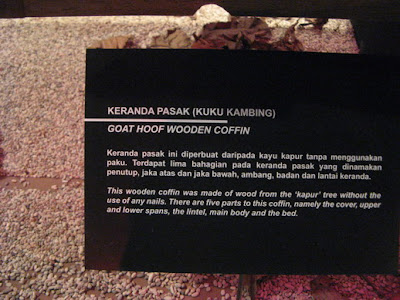 KERANDA PASAK (KUKU KAMBING)
GOAT HOOF WOODEN COFFIN
Keranda pasak ini diperbuat daripada kayu kapur tanpa menggunakan
paku. Terdapat lima bahagian pada keranda pasak yang dinamakan
penutup, jaka atas dan jaka bawah, ambang, badan dan lantai keranda.
This wooden coffin was made of wood from the 'kapur' tree without the
use of any nails. There are five parts to this coffin, namely the cover, upper
and lower spans, the lintel, main body and the bed.